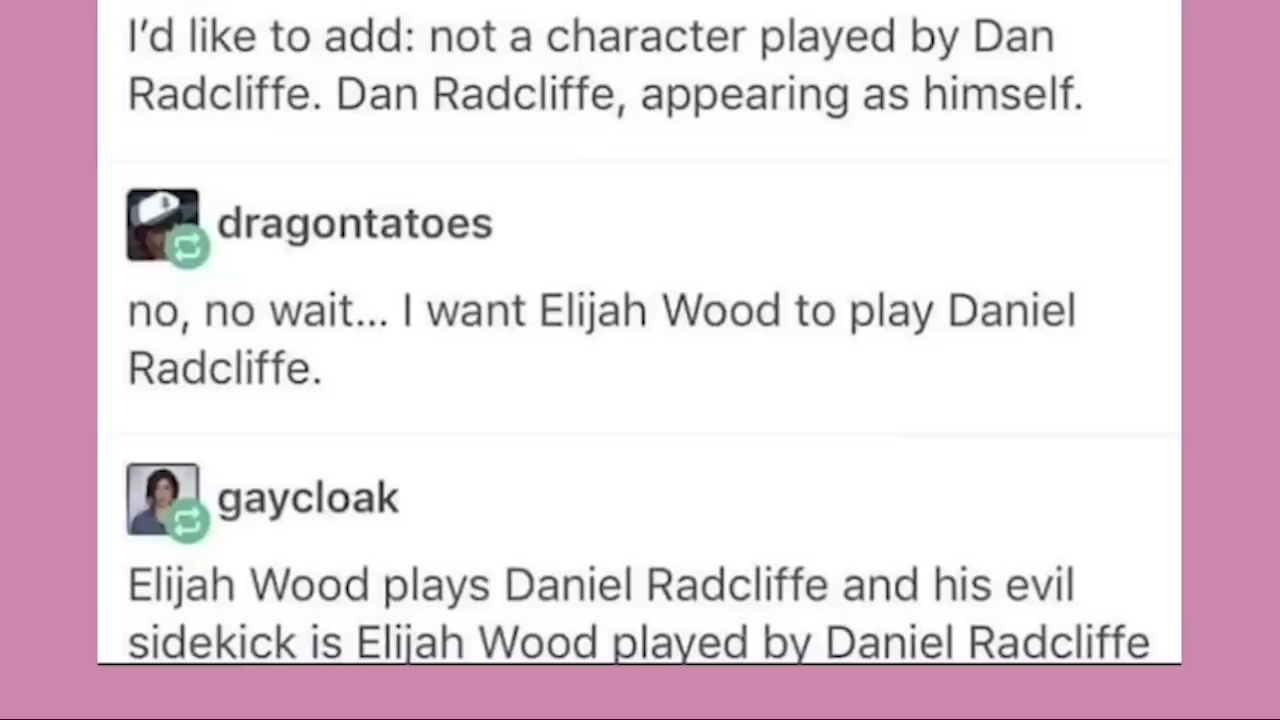 I'd like to add: not a character played by Dan
Radcliffe. Dan Radcliffe, appearing as himself.
dragontatoes
no, no wait... I want Elijah Wood to play Daniel
Radcliffe.
gaycloak
Elijah Wood plays Daniel Radcliffe and his evil
sidekick is Elijah Wood played by Daniel Radcliffe